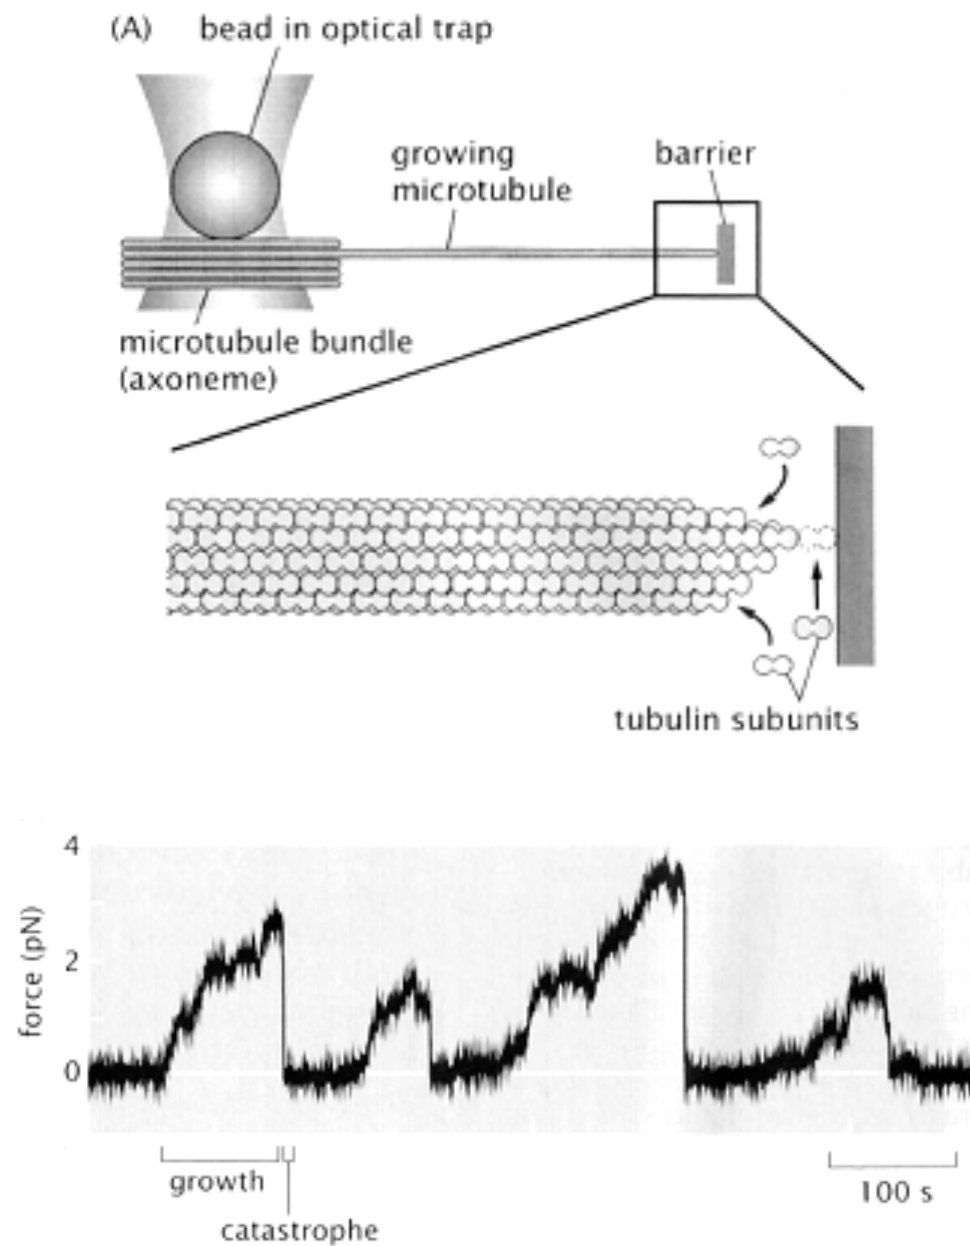 (A) bead in optical trap
growing
microtubule
barrier
microtubule bundle
(axoneme)
tubulin subunits
4
2
0
force (pN)
growth
catastrophe
100 s